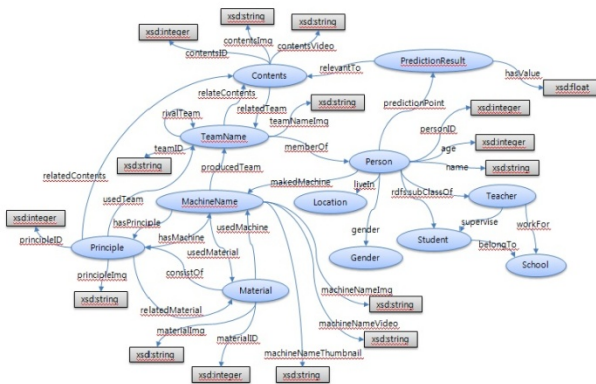 xsd:string
xsd:string
xsd:integer
contentsImg
contentsVideo
contentsID
Contents
relevantTo
PredictionResult
hasValue
xsd:float
relateContents
relatedTeam
predictionPoint
rivalTeam
xsd:string
teamNameImg
personID
xsd:integer
TeamName
teamID
xsd:string
memberOf
age
xsd:integer
relatedContents
producedTeam
Person
name
xsd:string
makedMachine
liveIn
rdfs:subClassOf
Teacher
usedTeam
MachineName
Location
supervise
workFor
xsd:integer
hasPrinciple
hasMachine
usedMachine
gender
Student
belongTo
principleID
Principle
usedMaterial
Gender
School
principleImg
consistOf
xsd:string
Material
machineNameImg
xsd:string
relatedMaterial
materialImg
materialID
machineNameVideo
xsd:string
xsd:string
machineNameThumbnail
xsd:integer
xsd:string